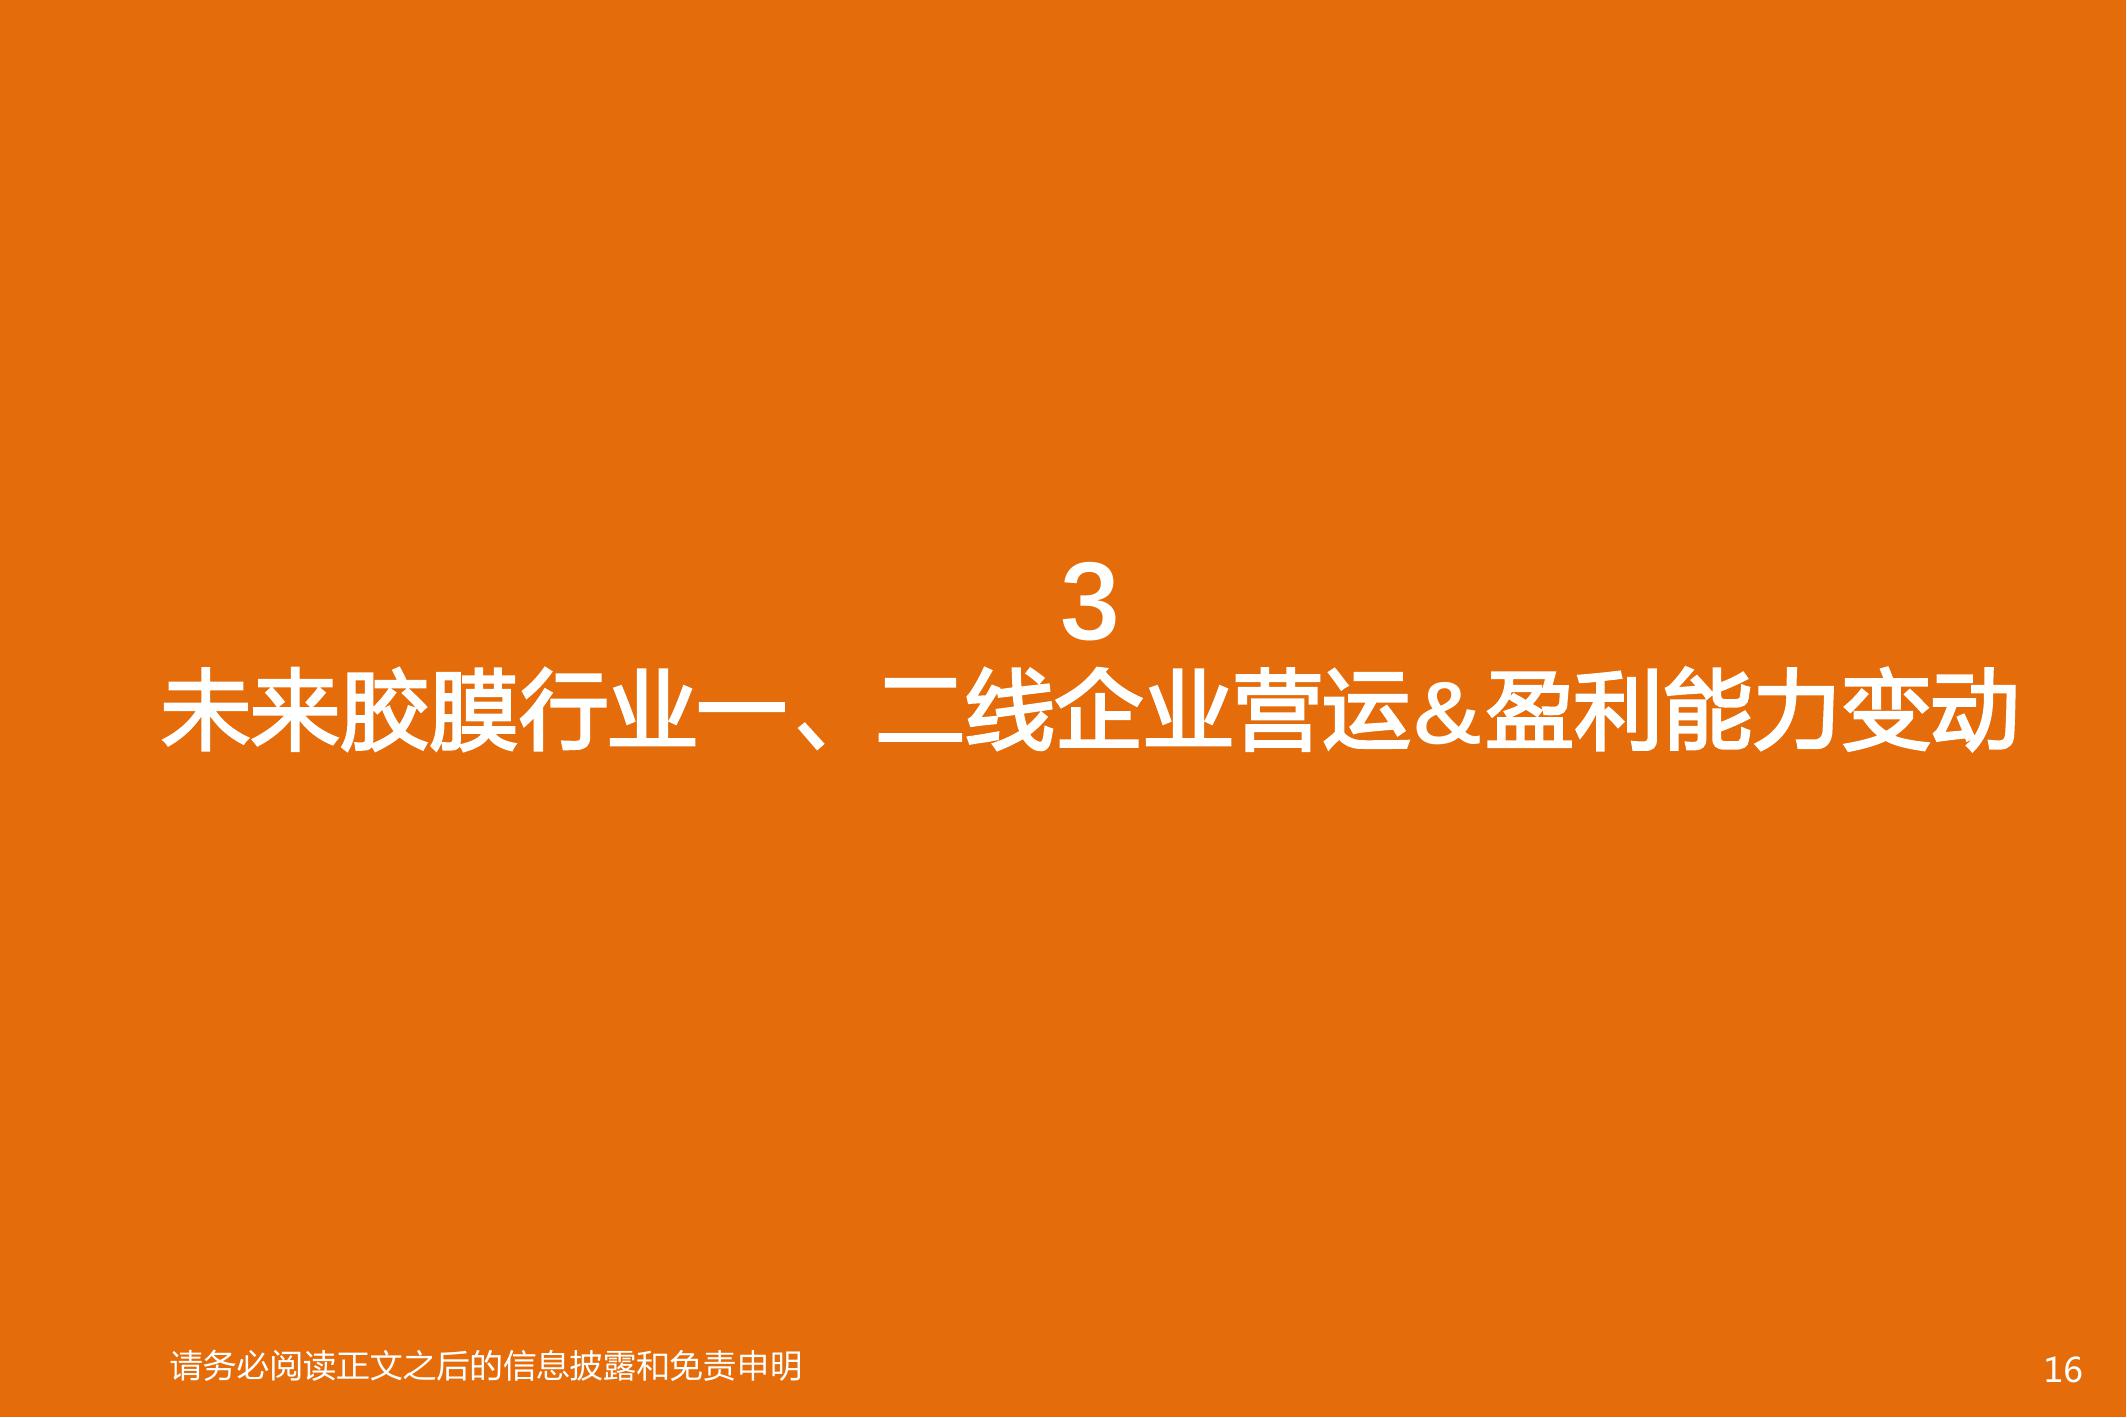 3
未来胶膜行业一、二线企业营运&盈利能力变动
请务必阅读正文之后的信息披露和免责申明
16